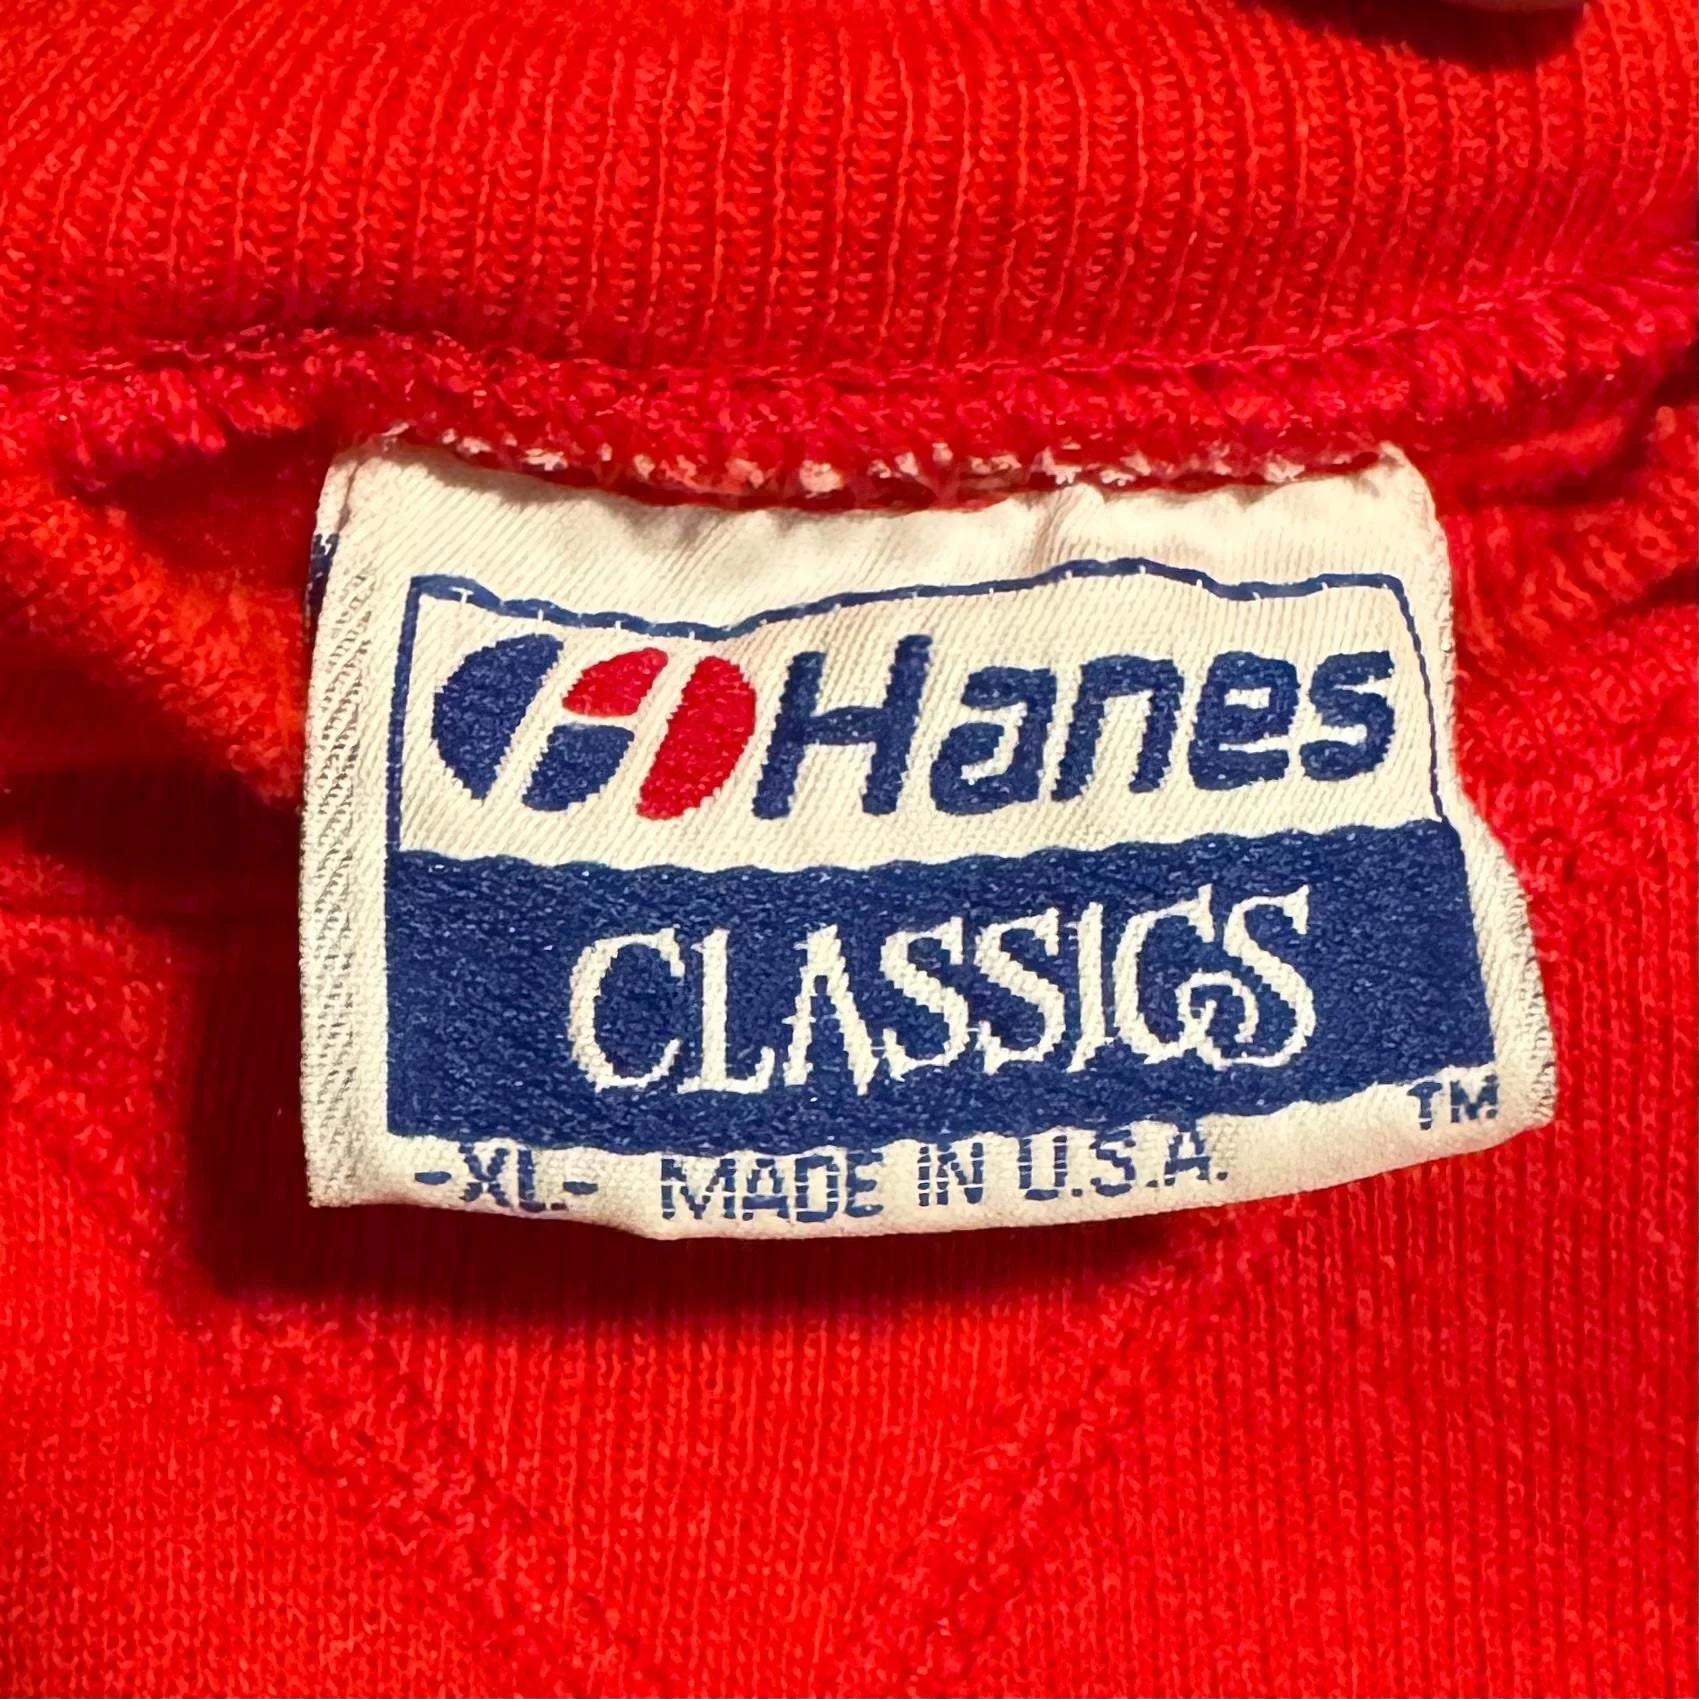 Hanes
CLASSICS
TM
-XL- MADE IN U.S.A.